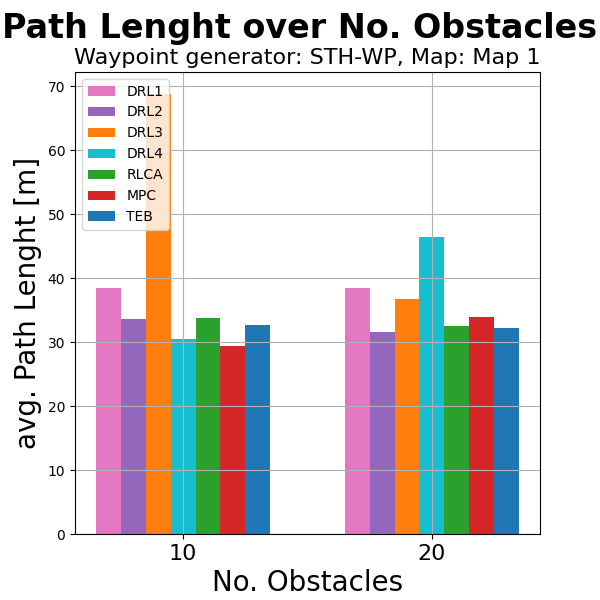 Path Lenght over No. Obstacles
Waypoint generator: STH-WP, Map: Map 1
avg. Path Lenght [m]
70
60
50
40
30
20
10
0
DRL1
DRL2
DRL3
DRL4
RLCA
MPC
TEB
10 20
No. Obstacles